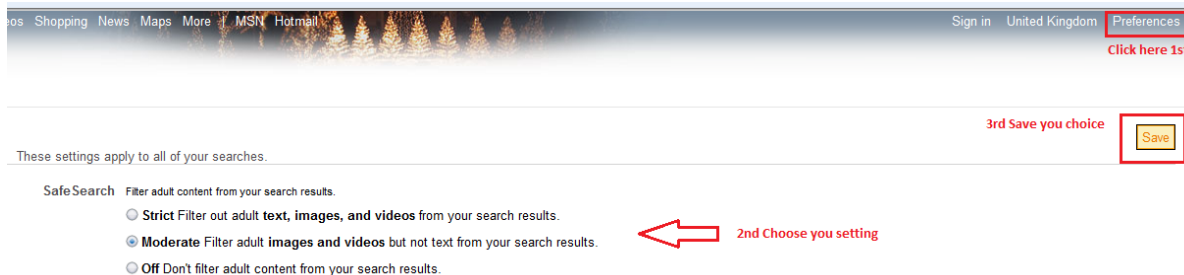 eos Shopping News Maps More | MSN Hotmail Sign in United Kingdom Preferences
Click here 1st
3rd Save you choice
Save
These settings apply to all of your searches.
SafeSearch Filter adult content from your search results.
Strict Filter out adult text, images, and videos from your search results.
Moderate Filter adult images and videos but not text from your search results.
2nd Choose you setting
Off Don't filter adult content from your search results.